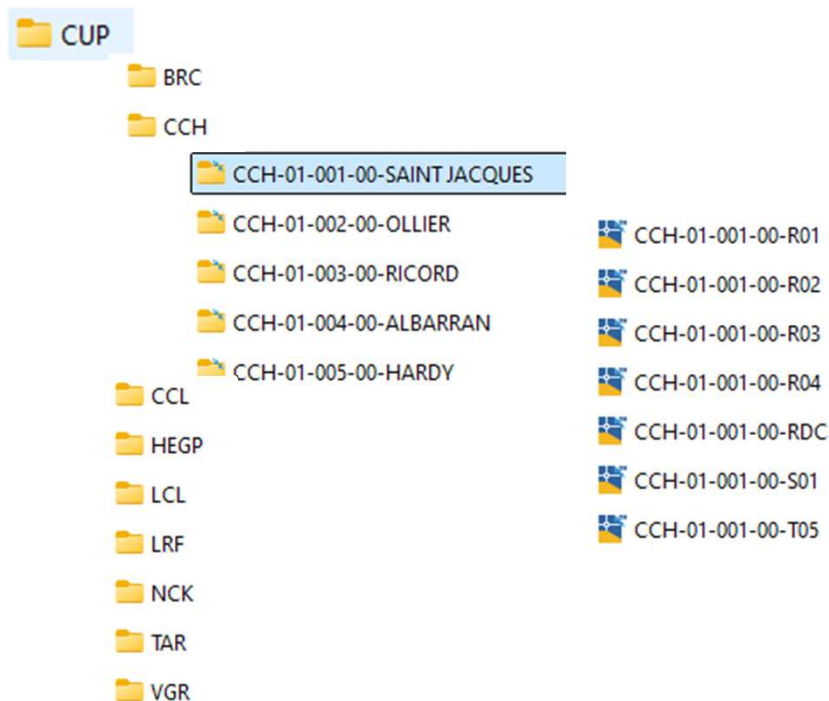 CUP
BRC
CCH
CCH-01-001-00-SAINT JACQUES
CCH-01-002-00-OLLIER
CCH-01-003-00-RICORD
CCH-01-004-00-ALBARRAN
CCH-01-005-00-HARDY
CCL
HEGP
LCL
LRF
NCK
TAR
VGR
CCH-01-001-00-R01
CCH-01-001-00-R02
CCH-01-001-00-R03
CCH-01-001-00-R04
CCH-01-001-00-RDC
CCH-01-001-00-S01
CCH-01-001-00-T05